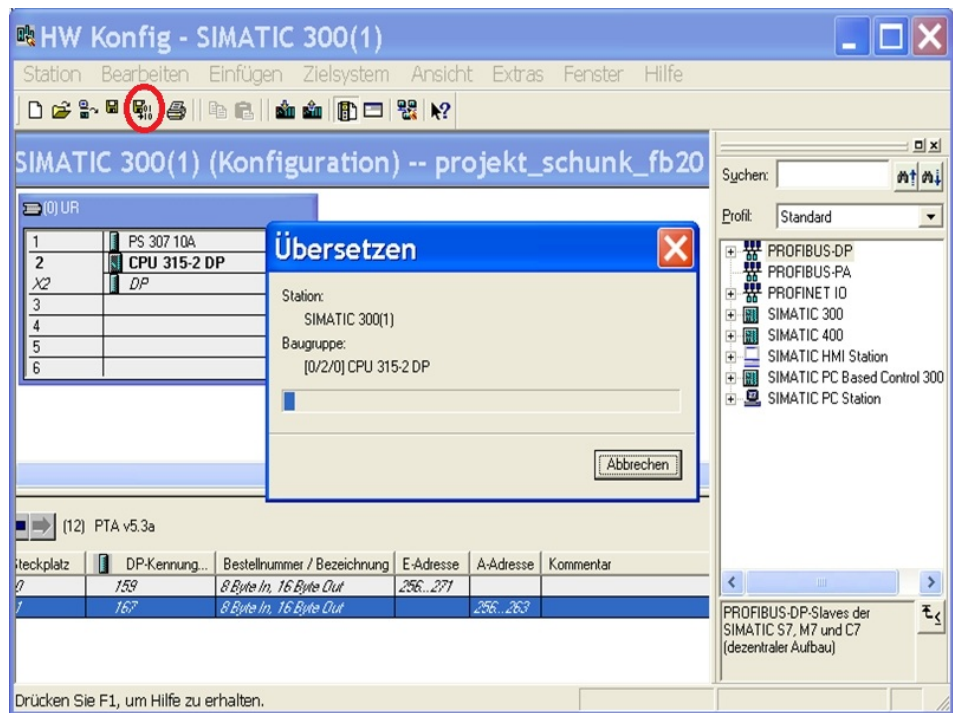 HW Konfig - SIMATIC 300(1)
Station Bearbeiten Einfügen Zielsystem Ansicht Extras Fenster Hilfe
SIMATIC 300(1) (Konfiguration) -- projekt_schunk_fb20
(0) UR
1 PS 307 10A
2 CPU 315-2 DP
X2 DP
3
4
5
6
Übersetzen
Station:
SIMATIC 300(1)
Baugruppe:
[0/2/0] CPU 315-2 DP
Abbrechen
Suchen:
Profil: Standard
PROFIBUS-DP
PROFIBUS-PA
PROFINET IO
SIMATIC 300
SIMATIC 400
SIMATIC HMI Station
SIMATIC PC Based Control 300
SIMATIC PC Station
PROFIBUS-DP-Slaves der
SIMATIC S7, M7 und C7
(dezentraler Aufbau)
(12) PTA v5.3a
Steckplatz DP-Kennung... Bestellnummer / Bezeichnung E-Adresse A-Adresse Kommentar
0 159 8 Byte In, 16 Byte Out 256...271
1 167 8 Byte In, 16 Byte Out 256...263
Drücken Sie F1, um Hilfe zu erhalten.